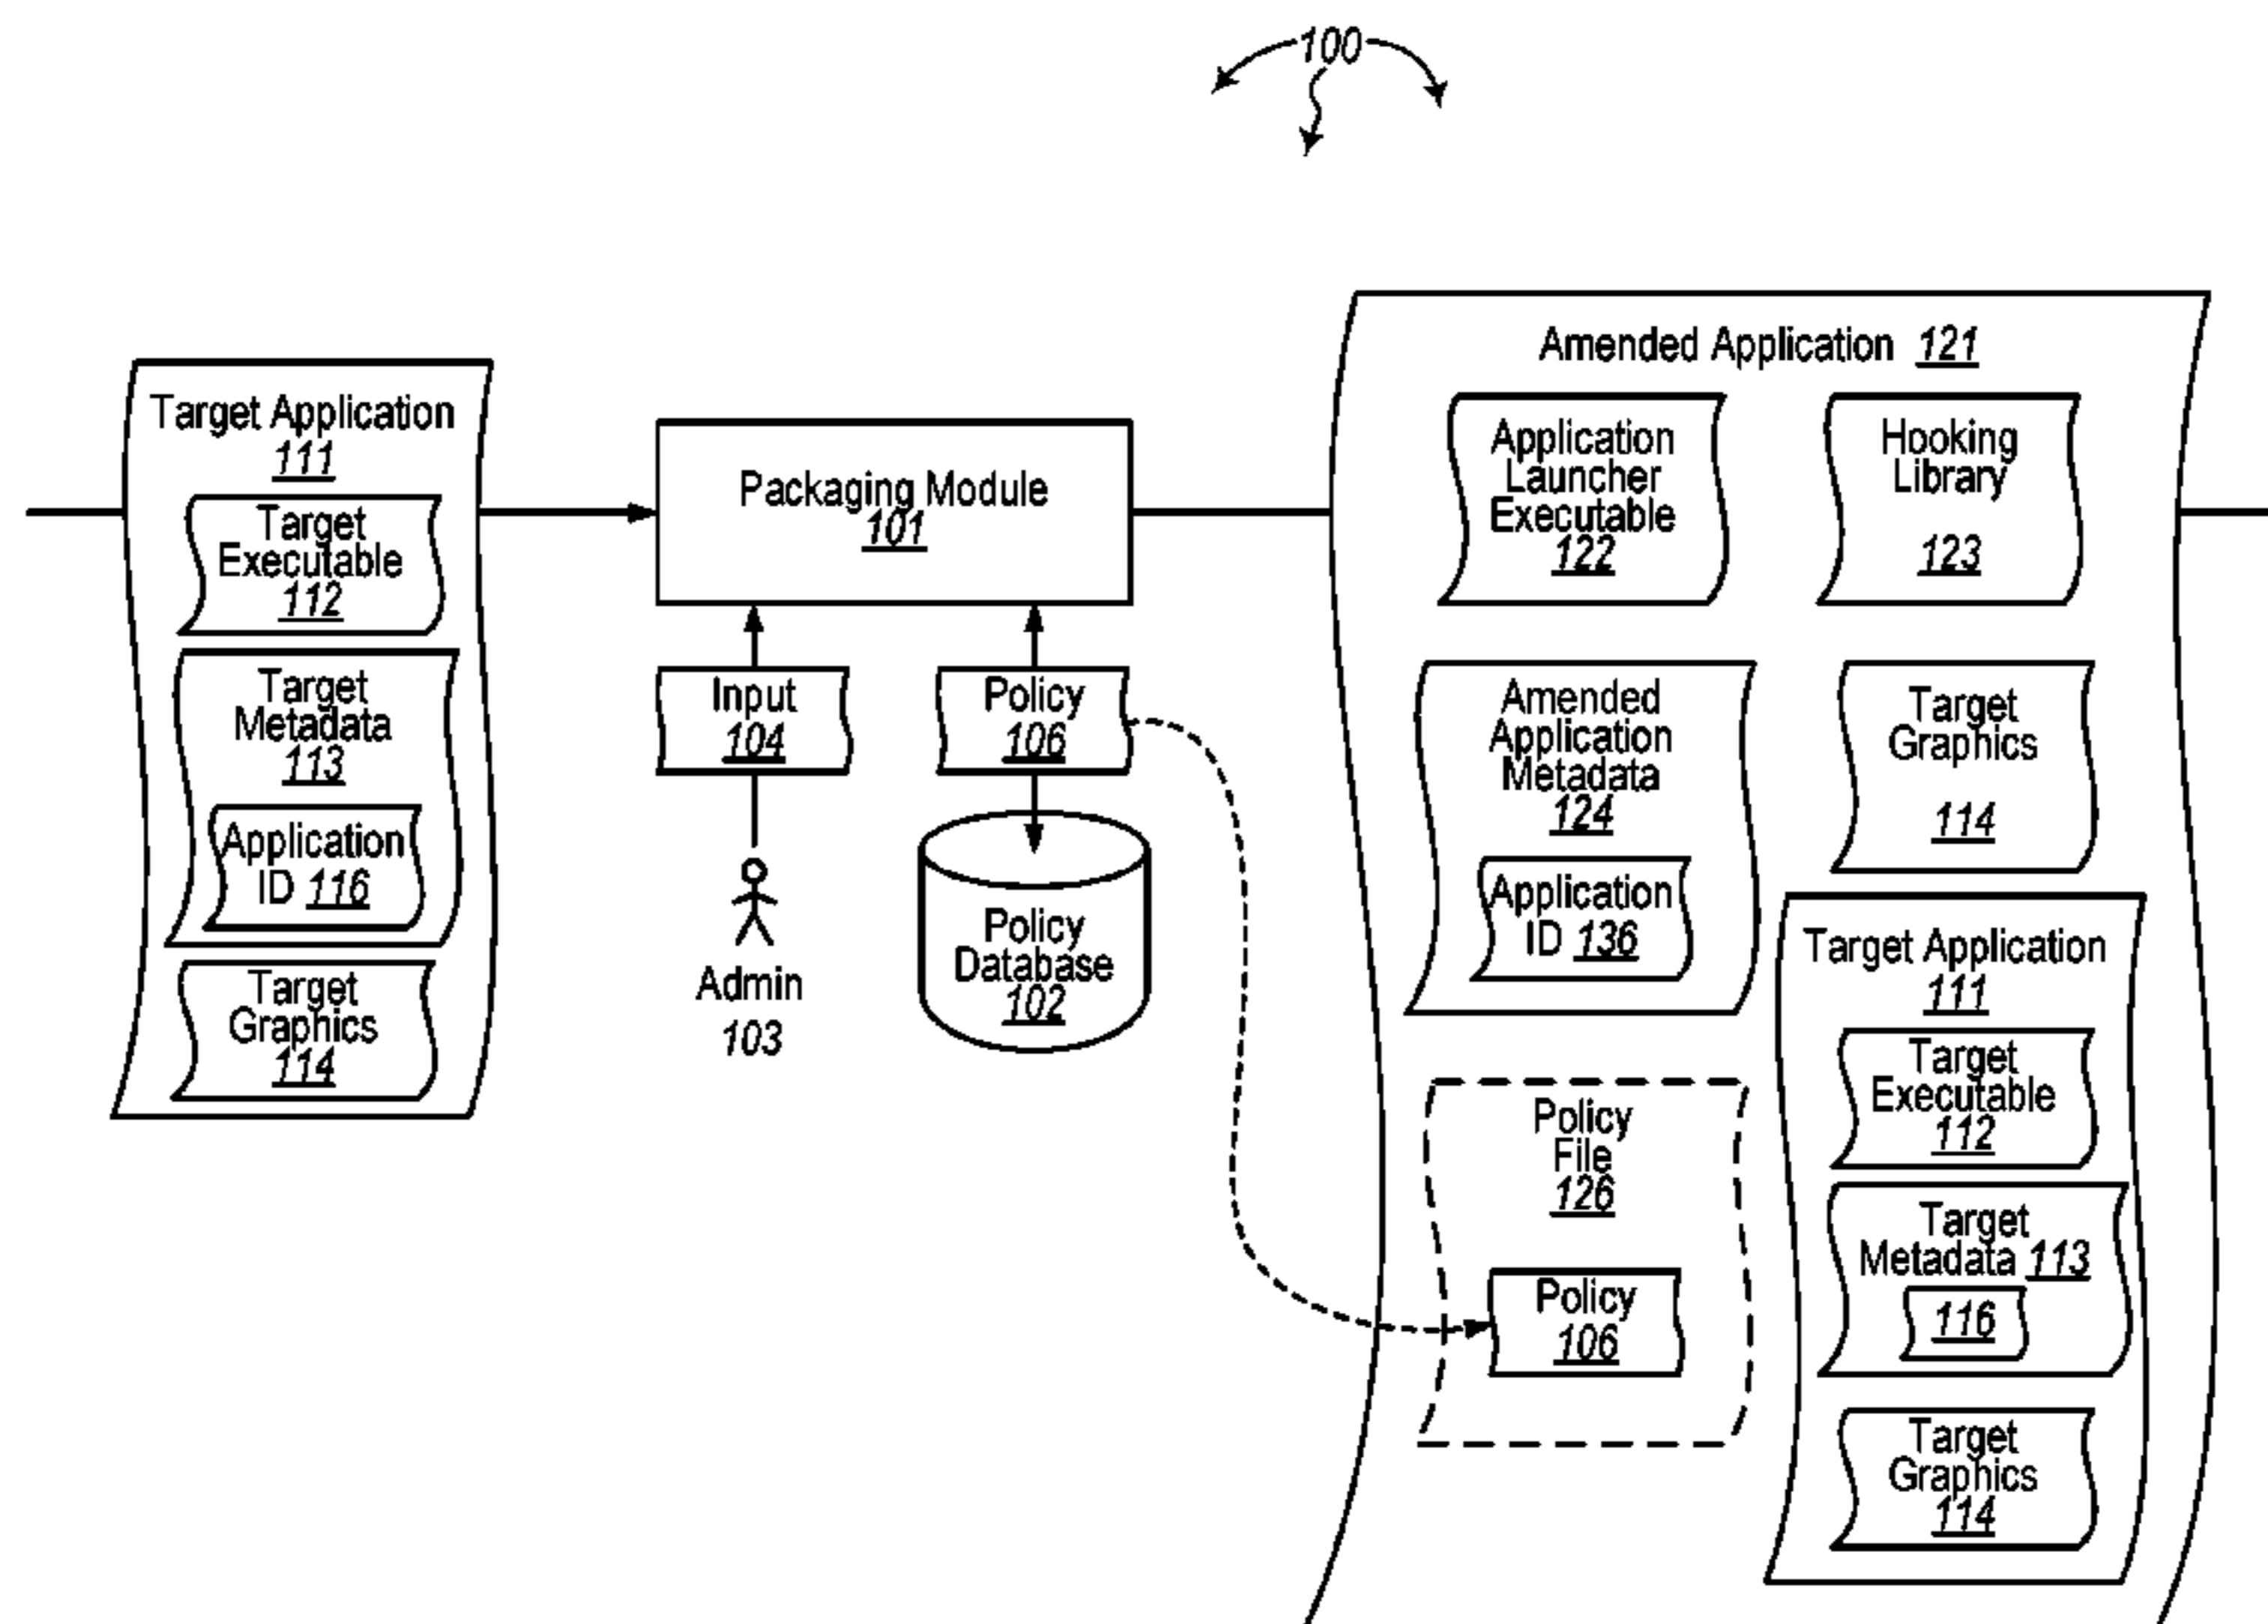 100
Target Application
111
Target
Executable
112
Target
Metadata
113
Application
ID 116
Target
Graphics
114
Packaging Module
101
Input
104
Policy
106
Admin
103
Policy
Database
102
Amended Application 121
Application
Launcher
Executable
122
Hooking
Library
123
Amended
Application
Metadata
124
Application
ID 136
Target
Graphics
114
Policy
File
126
Policy
106
Target Application
111
Target
Executable
112
Target
Metadata 113
116
Target
Graphics
114